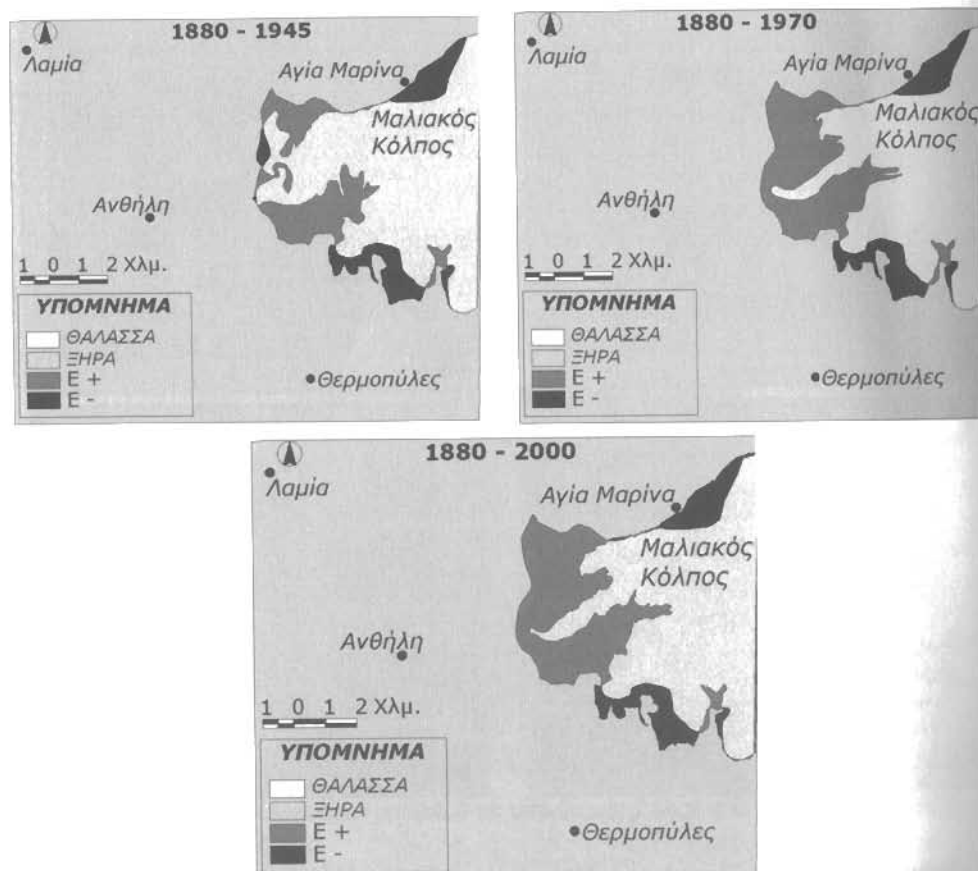 1880 - 1945
Λαμία
Αγία Μαρίνα
Μαλιακός
Κόλπος
Ανθήλη
1 0 1 2 Χλμ.
ΥΠΟΜΝΗΜΑ
ΘΑΛΑΣΣΑ
ΞΗΡΑ
Ε +
Ε -
Θερμοπύλες
1880 - 1970
Λαμία
Αγία Μαρίνα
Μαλιακός
Κόλπος
Ανθήλη
1 0 1 2 Χλμ.
ΥΠΟΜΝΗΜΑ
ΘΑΛΑΣΣΑ
ΞΗΡΑ
Ε +
Ε -
Θερμοπύλες
1880 - 2000
Λαμία
Αγία Μαρίνα
Μαλιακός
Κόλπος
Ανθήλη
1 0 1 2 Χλμ.
ΥΠΟΜΝΗΜΑ
ΘΑΛΑΣΣΑ
ΞΗΡΑ
Ε +
Ε -
Θερμοπύλες